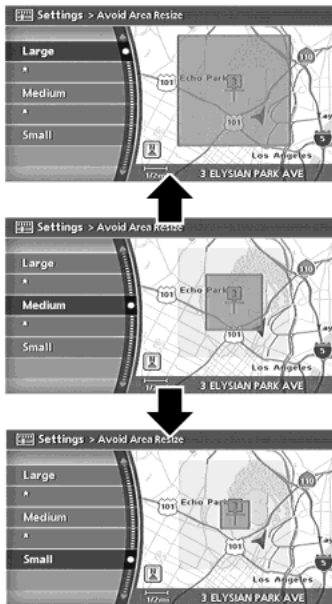 Settings > Avoid Area Resize
Large
*
Medium
*
Small
110
101
Echo Park
3
101
5
N
Los Angeles
1/2mi
3 ELYSIAN PARK AVE
Settings > Avoid Area Resize
Large
*
Medium
*
Small
110
101
Echo Park
3
101
5
N
Los Angeles
3 ELYSIAN PARK AVE
Settings > Avoid Area Resize
Large
*
Medium
*
Small
110
101
Echo Park
3
101
5
N
Los Angeles
1/2mi
3 ELYSIAN PARK AVE